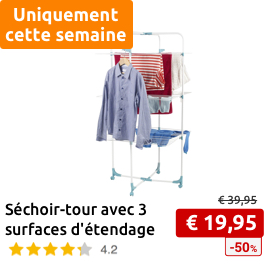 Uniquement
cette semaine
€ 39,95
Séchoir-tour avec 3
surfaces d'étendage
€ 19,95
4.2
-50%